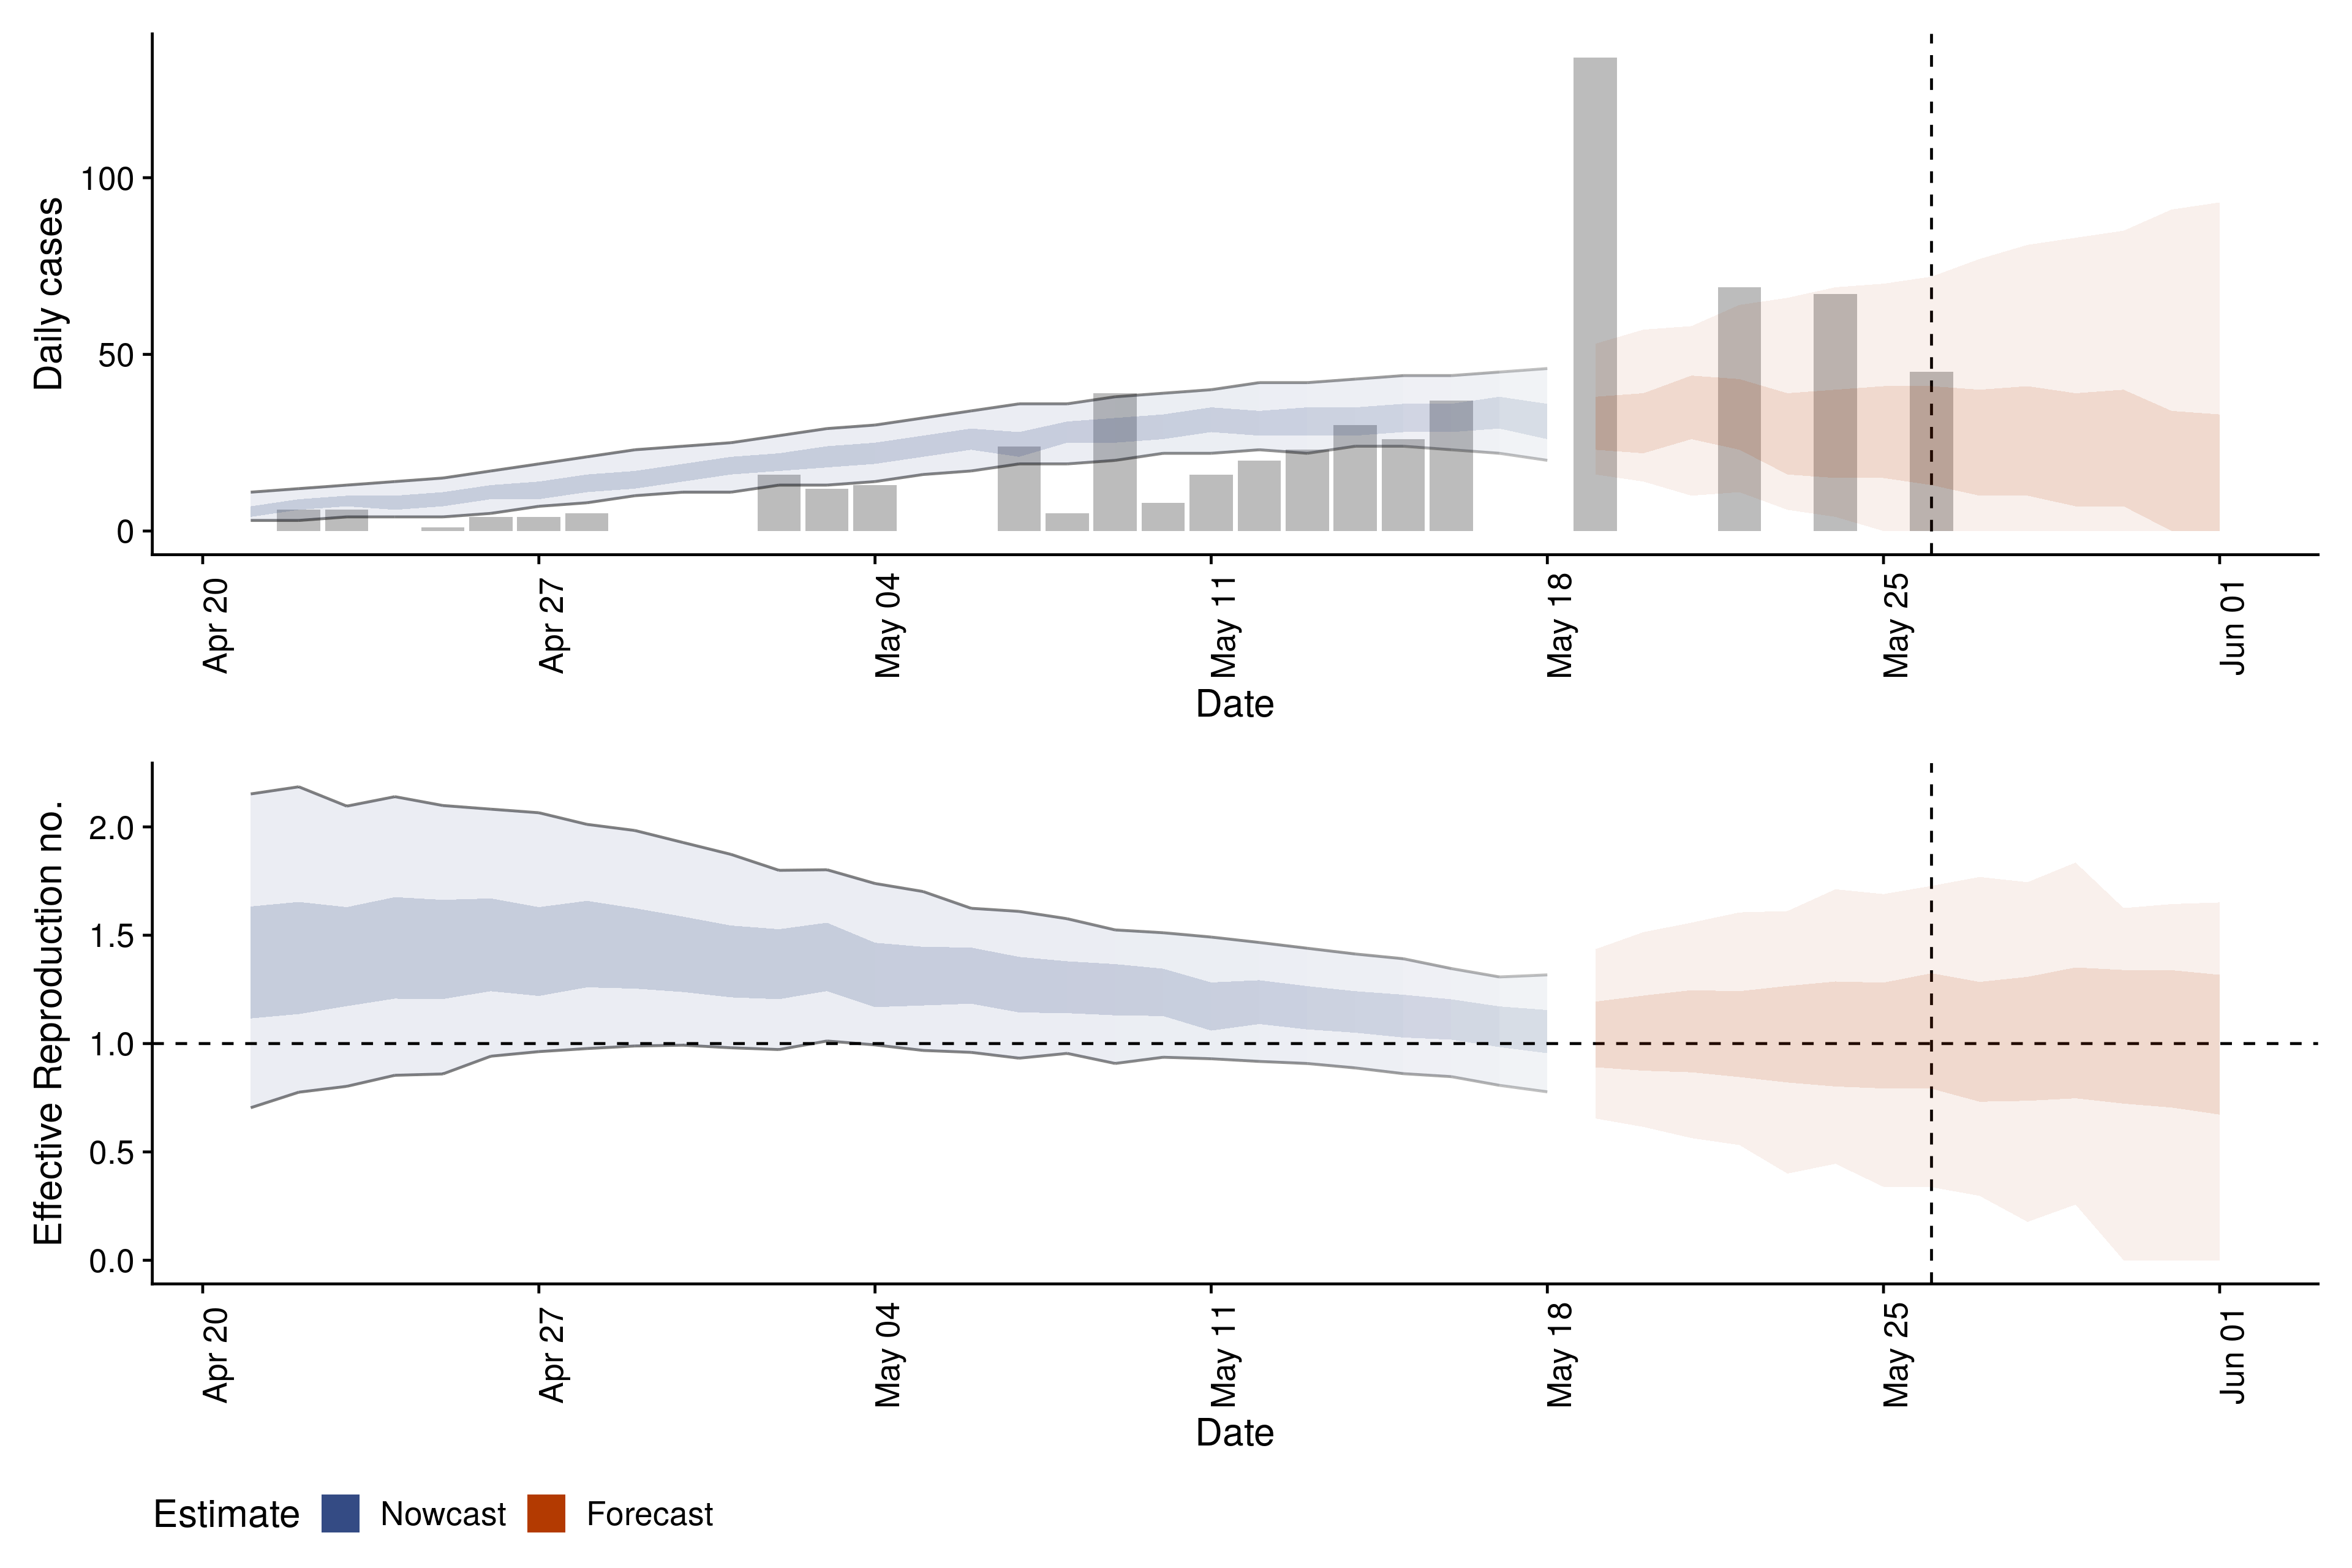 Daily cases
100
50
0
Apr 20
Apr 27
May 04
May 11
May 18
May 25
Jun 01
Date
Effective Reproduction no.
2.0
1.5
1.0
0.5
0.0
Apr 20
Apr 27
May 04
May 11
May 18
May 25
Jun 01
Date
Estimate Nowcast Forecast